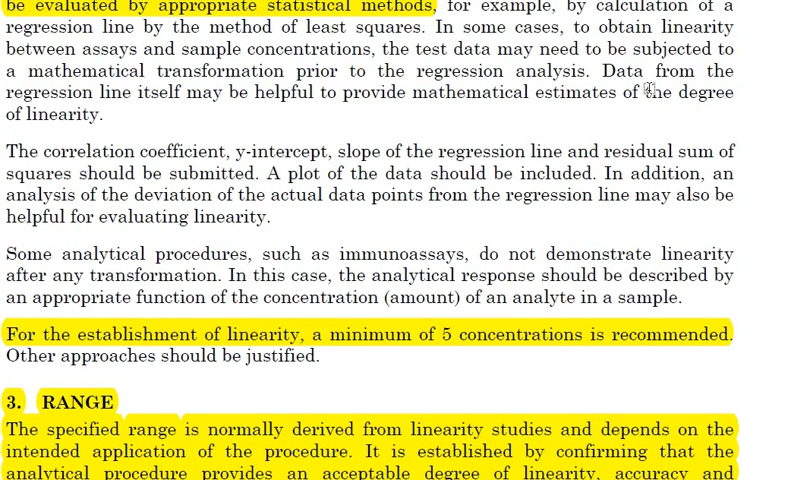 be evaluated by appropriate statistical methods, for example, by calculation of a
regression line by the method of least squares. In some cases, to obtain linearity
between assays and sample concentrations, the test data may need to be subjected to
a mathematical transformation prior to the regression analysis. Data from the
regression line itself may be helpful to provide mathematical estimates of the degree
of linearity.
The correlation coefficient, y-intercept, slope of the regression line and residual sum of
squares should be submitted. A plot of the data should be included. In addition, an
analysis of the deviation of the actual data points from the regression line may also be
helpful for evaluating linearity.
Some analytical procedures, such as immunoassays, do not demonstrate linearity
after any transformation. In this case, the analytical response should be described by
an appropriate function of the concentration (amount) of an analyte in a sample.
For the establishment of linearity, a minimum of 5 concentrations is recommended.
Other approaches should be justified.
3. RANGE
The specified range is normally derived from linearity studies and depends on the
intended application of the procedure. It is established by confirming that the
analytical procedure provides an acceptable degree of linearity, accuracy and